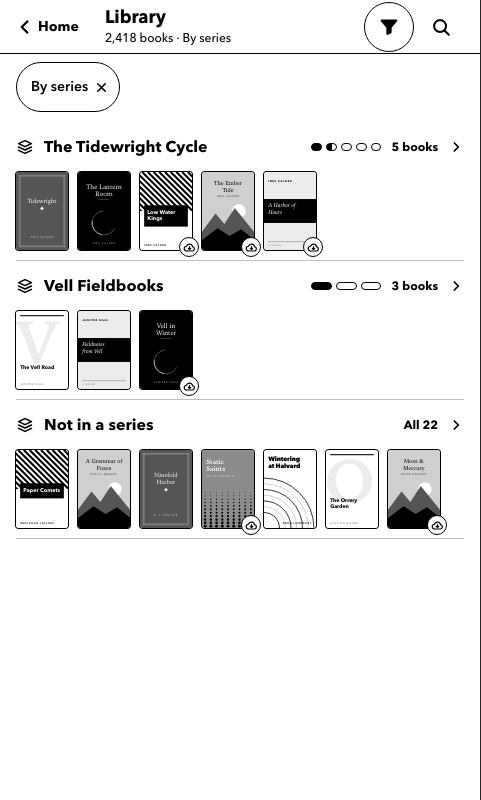 Home
Library
2,418 books · By series
By series
The Tidewright Cycle
5 books
Tidewright
The Lantern
Room
Low Water
Kings
The Ember
Tide
A Harbor of
Hours
Vell Fieldbooks
3 books
V
The Vell Road
Fieldnotes
from Vell
Vell in
Winter
Not in a series
All 22
Paper Comets
A Grammar of
Foxes
Ninefold
Harbor
Static
Saints
Wintering
at Halvard
O
The Orrery
Garden
Moss &
Mercury